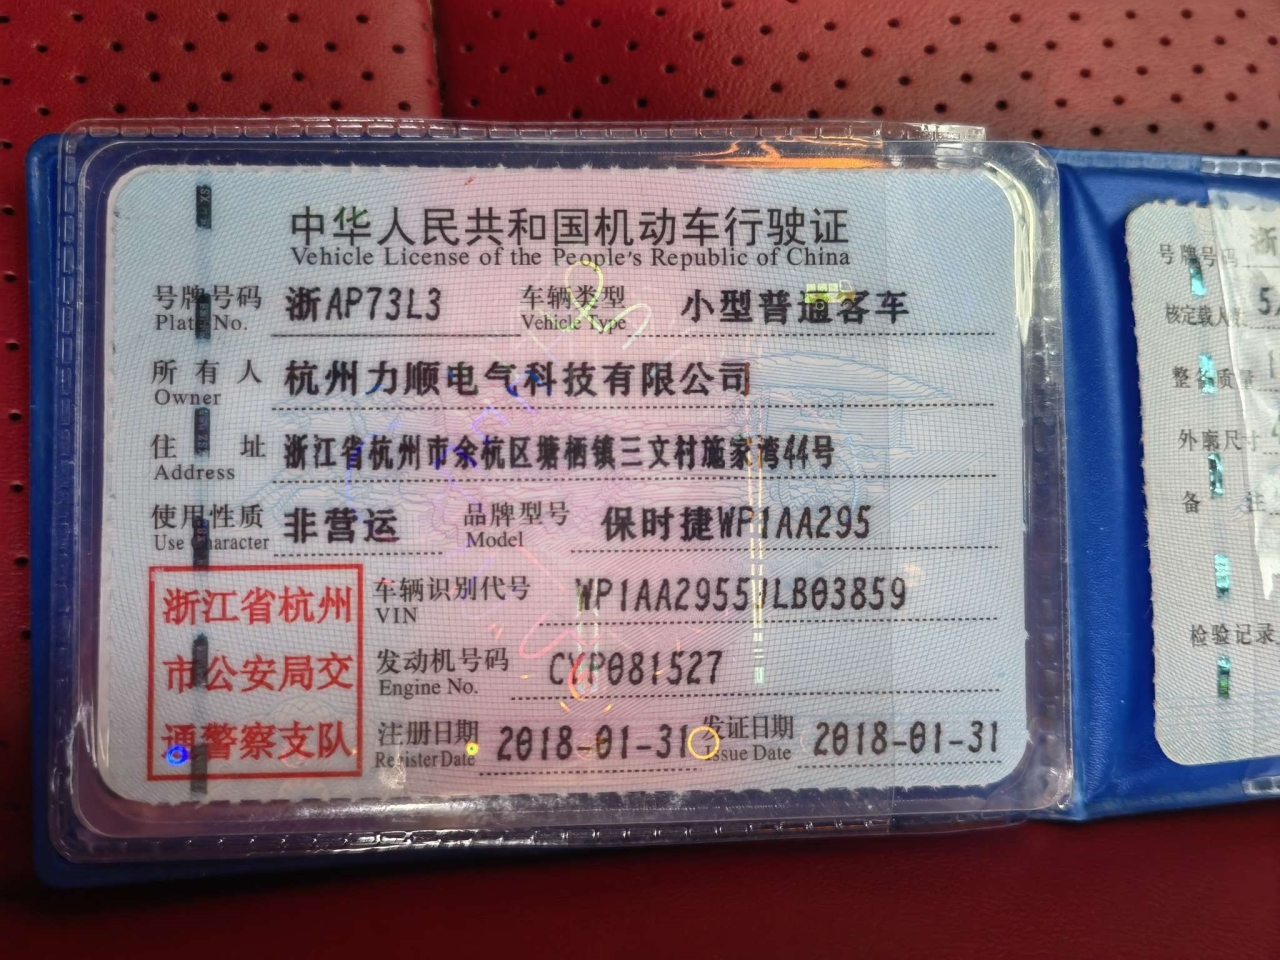 中华人民共和国机动车行驶证
Vehicle License of the People's Republic of China
号牌号码 浙AP73L3 车辆类型 小型普通客车
Plate No. Vehicle Type
所有人 杭州力顺电气科技有限公司
Owner
住址 浙江省杭州市余杭区塘栖镇三文村施家湾44号
Address
使用性质 非营运 品牌型号 保时捷WP1AA295
Use Character Model
浙江省杭州
市公安局交
通警察支队
车辆识别代号
VIN
发动机号码 CYP081527
Engine No.
注册日期 2018-01-31 发证日期 2018-01-31
Register Date Issue Date
号牌号码 浙
核定载人数
整备质量
外廓尺寸
备注
检验记录